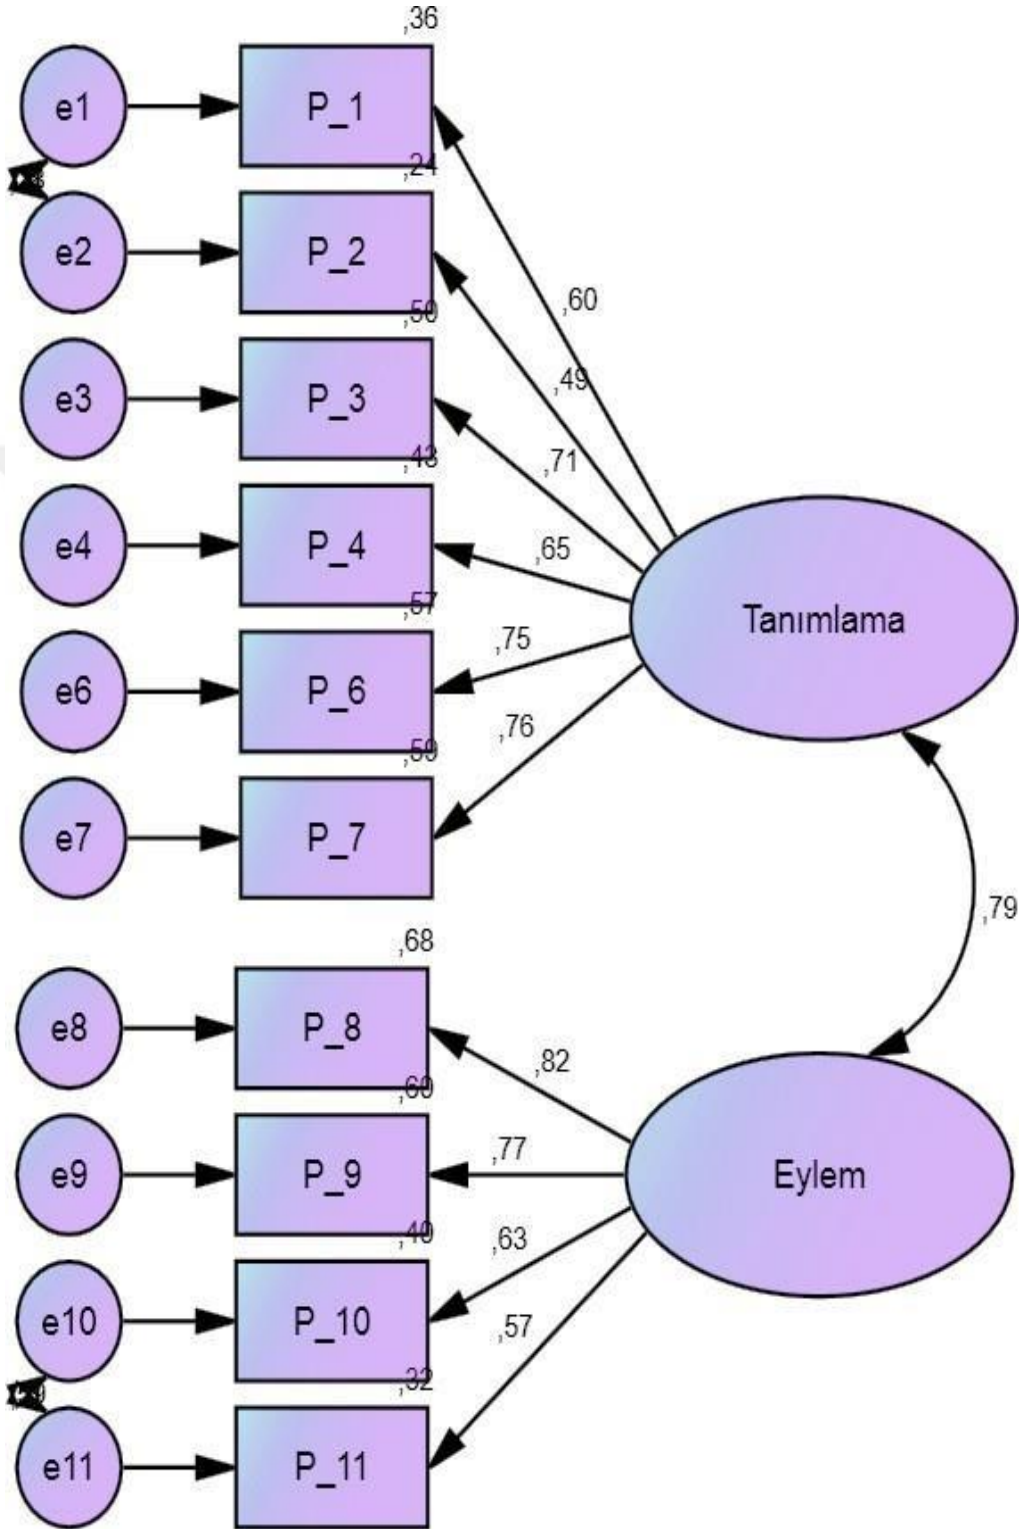 ,36
e1
P_1
,24
e2
P_2
,60
,50
,49
e3
P_3
,71
,43
e4
P_4
,65
,57
Tanımlama
,75
e6
P_6
,76
,59
e7
P_7
,79
,68
e8
P_8
,82
,60
,77
e9
P_9
Eylem
,40
,63
e10
P_10
,57
,32
e11
P_11